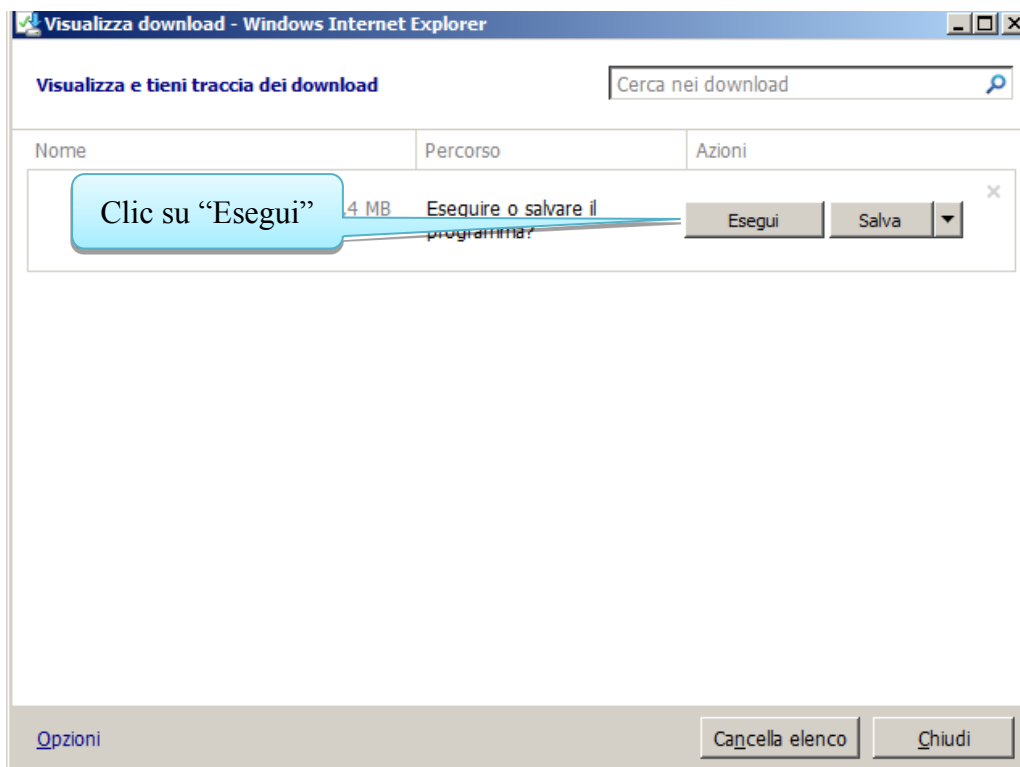 Visualizza download - Windows Internet Explorer
Visualizza e tieni traccia dei download
Cerca nei download
Nome Percorso Azioni
Clic su “Esegui”
,4 MB
Eseguire o salvare il
programma?
Esegui Salva
Opzioni Cancella elenco Chiudi